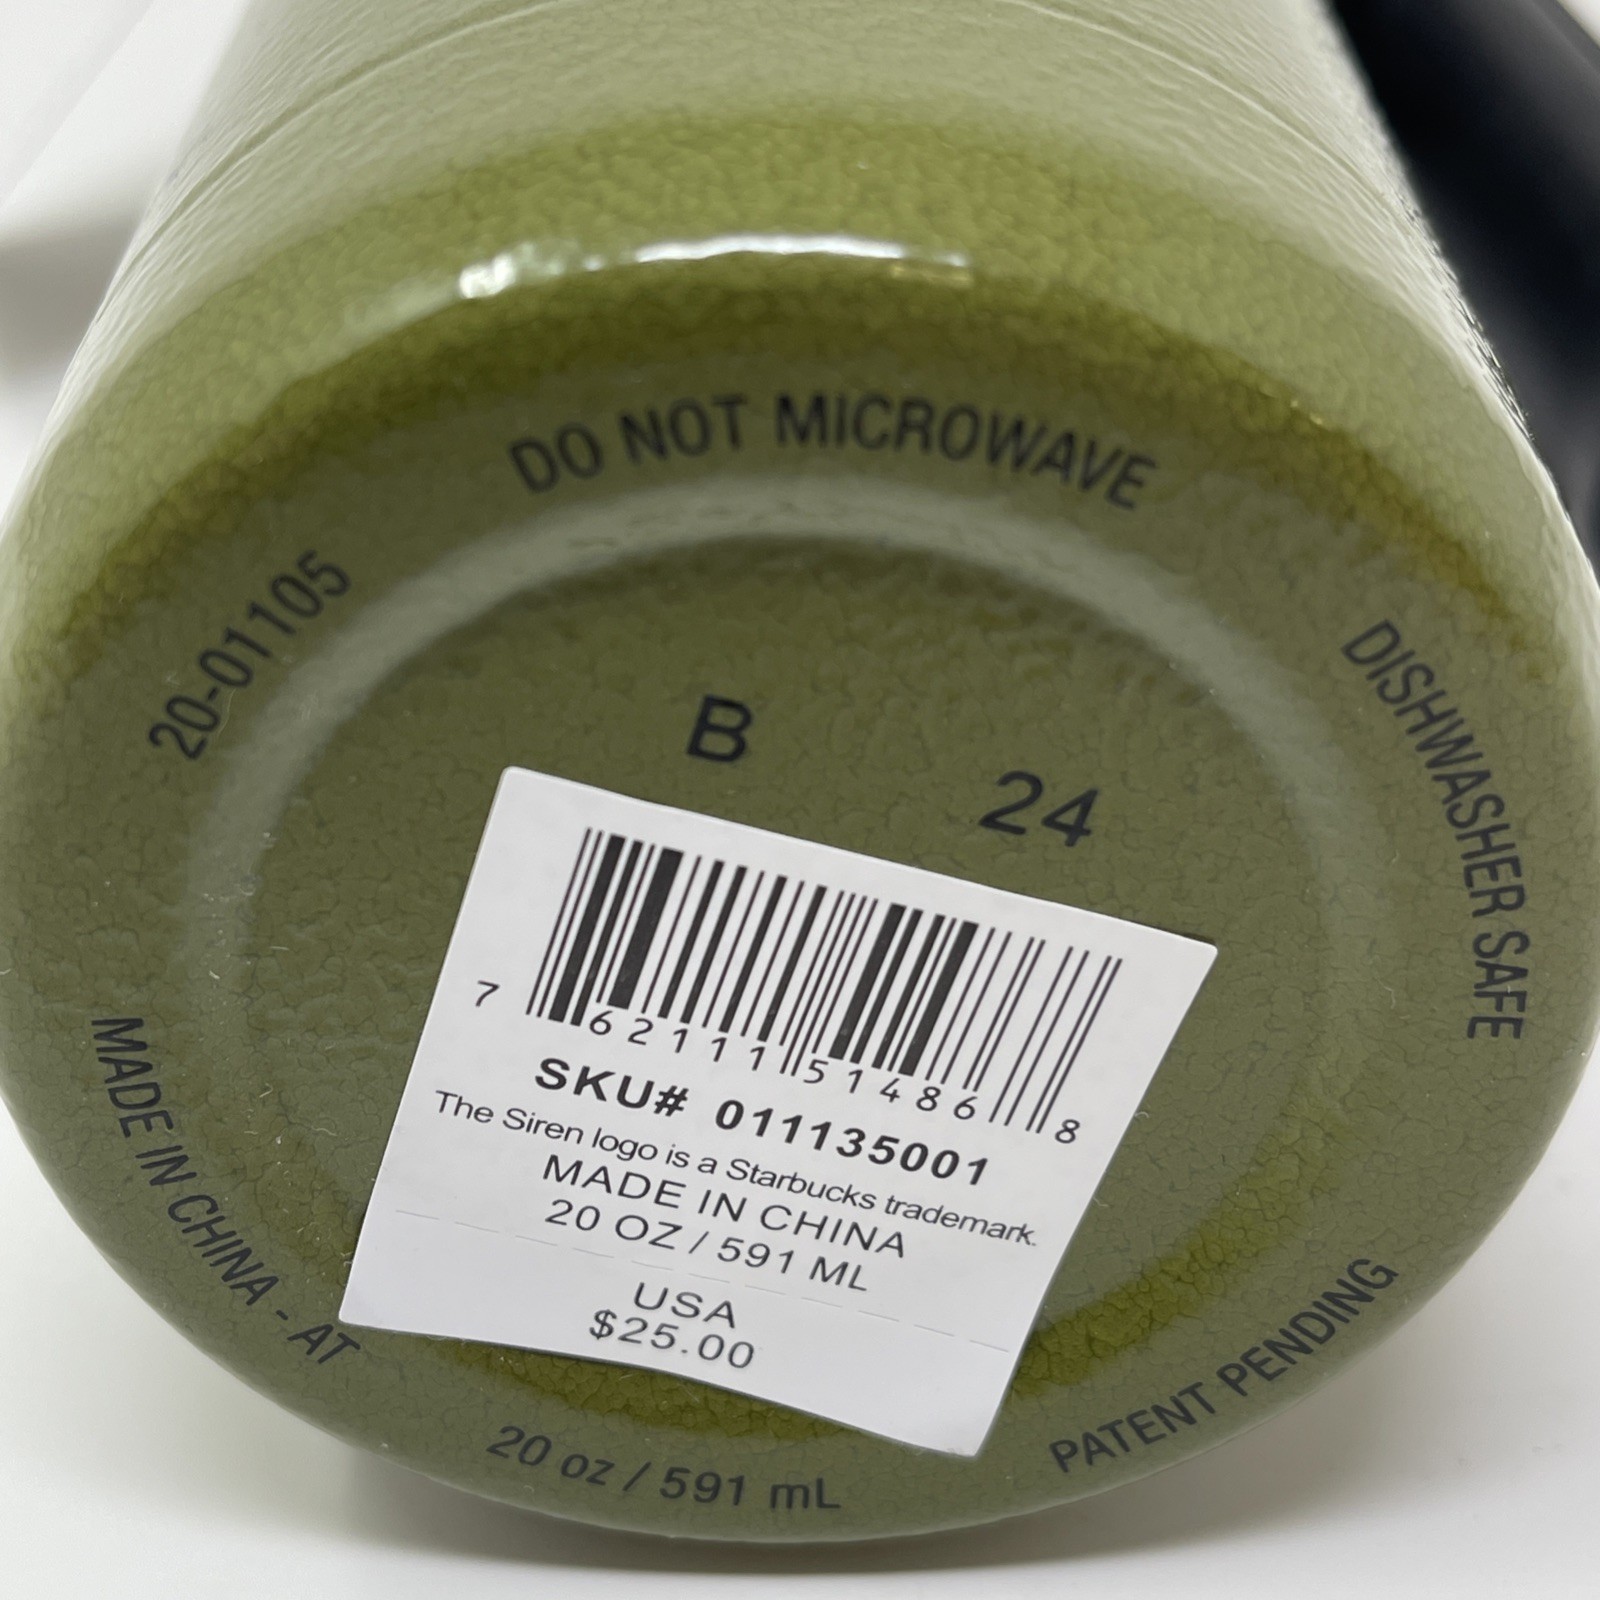 DO NOT MICROWAVE
20-01105
DISHWASHER SAFE
B
24
7 62111 51486 8
SKU# 011135001
The Siren logo is a Starbucks trademark.
MADE IN CHINA
20 OZ / 591 ML
USA
$25.00
MADE IN CHINA - AT
20 oz / 591 mL
PATENT PENDING